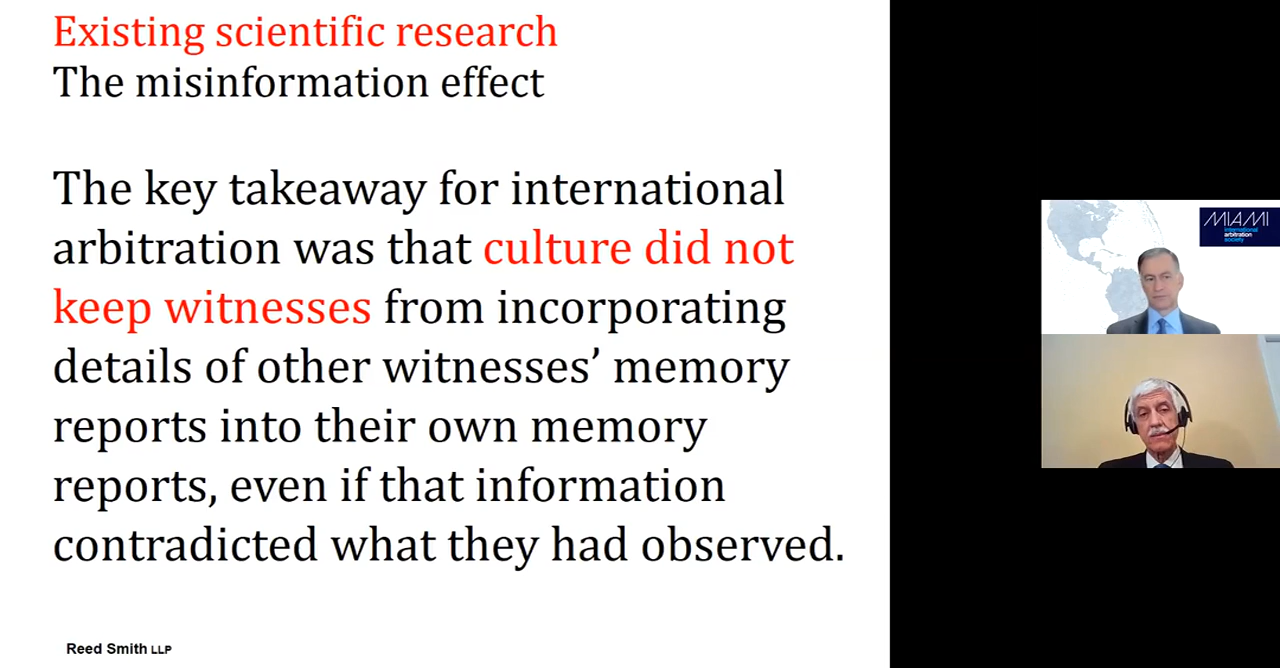 Existing scientific research
The misinformation effect
The key takeaway for international
arbitration was that culture did not
keep witnesses from incorporating
details of other witnesses’ memory
reports into their own memory
reports, even if that information
contradicted what they had observed.
Reed Smith LLP
MIAMI
international
arbitration
society